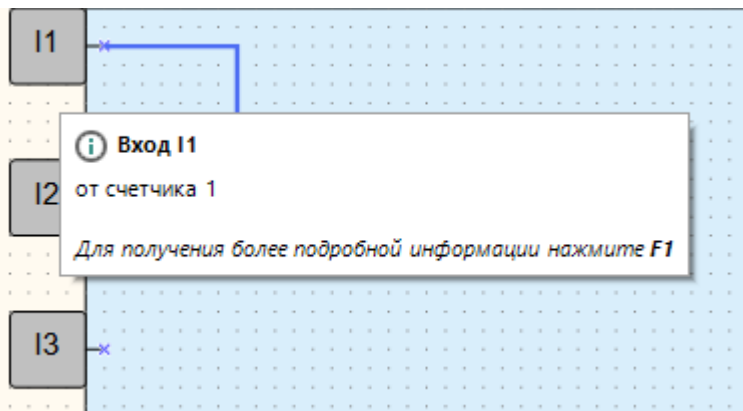 I1
Вход I1
I2
от счетчика 1
Для получения более подробной информации нажмите F1
I3